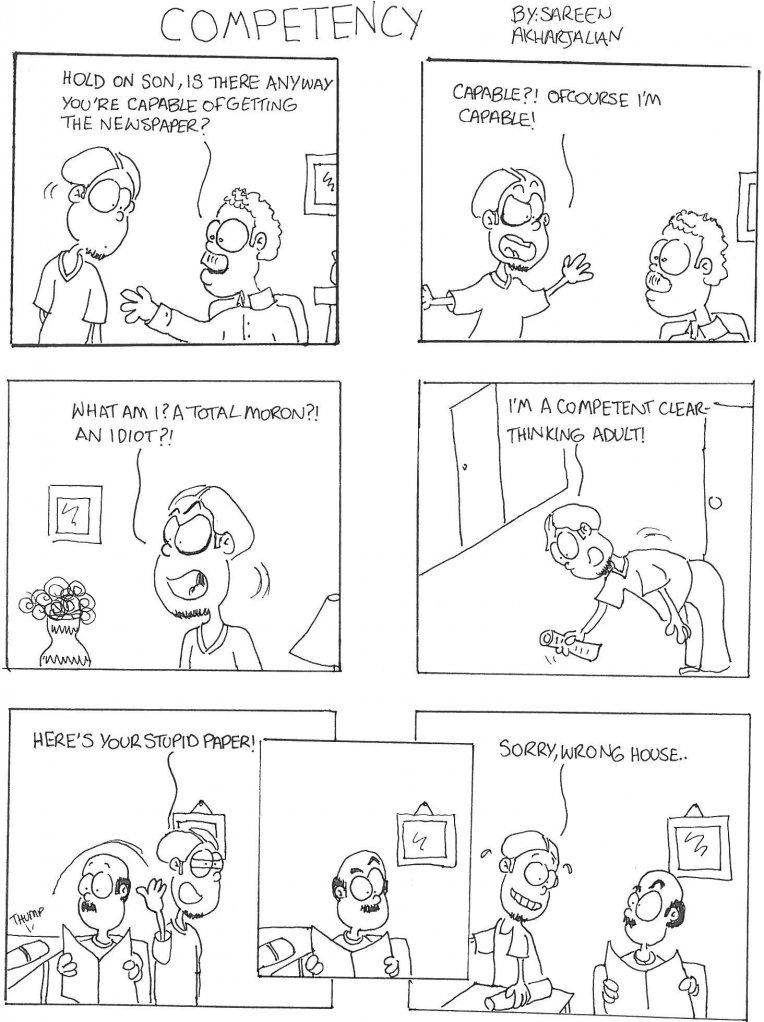 COMPETENCY
BY: SAREEN
AKHARJALIAN
HOLD ON SON, IS THERE ANYWAY
YOU'RE CAPABLE OF GETTING
THE NEWSPAPER?
CAPABLE?! OFCOURSE I'M
CAPABLE!
WHAT AM I? A TOTAL MORON?!
AN IDIOT?!
I'M A COMPETENT CLEAR-
THINKING ADULT!
HERE'S YOUR STUPID PAPER!
THUMP
SORRY, WRONG HOUSE..